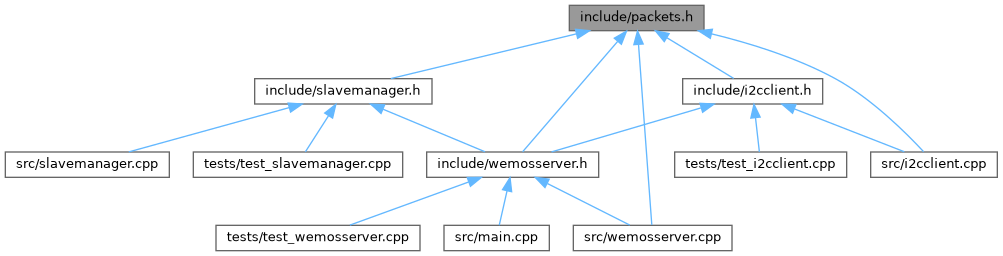 include/packets.h
include/slavemanager.h
include/i2cclient.h
src/slavemanager.cpp
tests/test_slavemanager.cpp
include/wemosserver.h
tests/test_i2cclient.cpp
src/i2cclient.cpp
tests/test_wemosserver.cpp
src/main.cpp
src/wemosserver.cpp